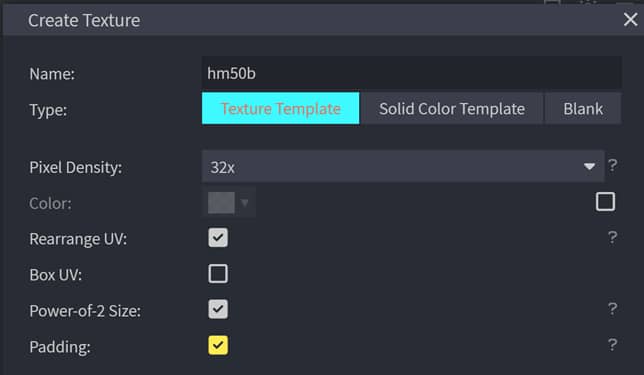 Create Texture
Name: hm50b
Type: Texture Template Solid Color Template Blank
Pixel Density: 32x ?
Color:
Rearrange UV: ?
Box UV:
Power-of-2 Size: ?
Padding: ?